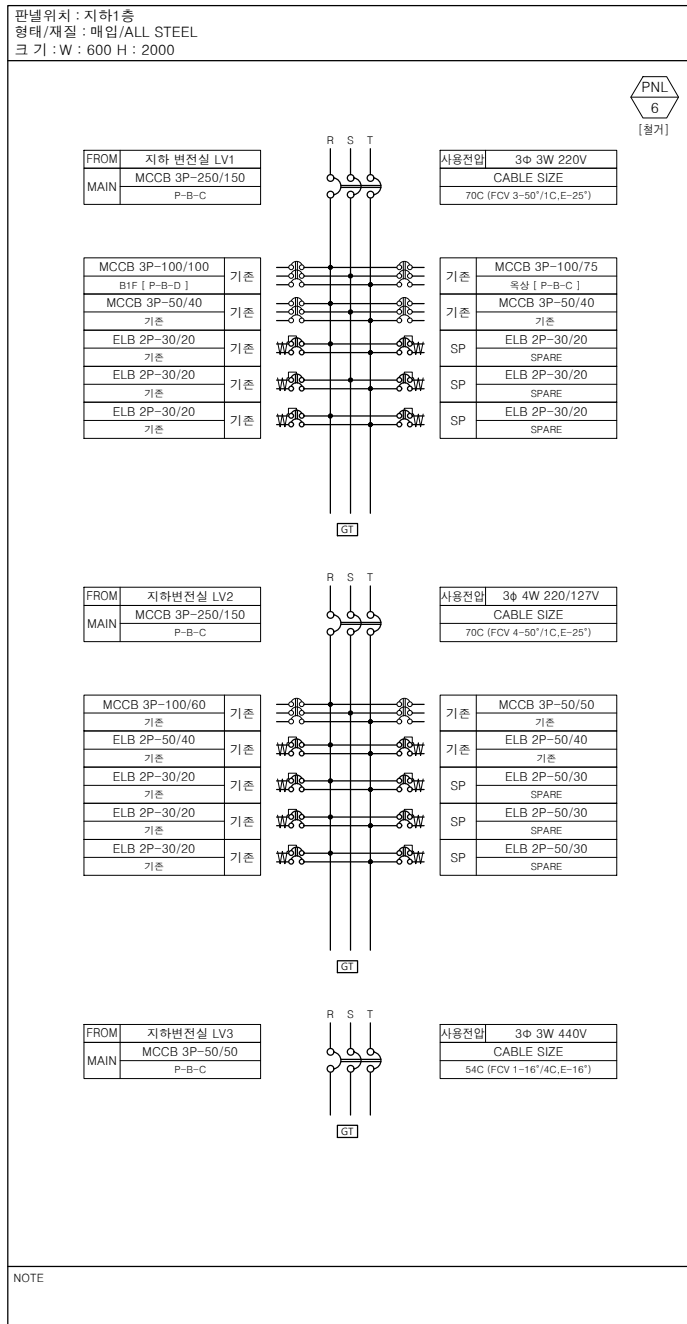 판넬위치 : 지하1층
형태/재질 : 매입/ALL STEEL
크 기 : W : 600 H : 2000
PNL
6
[철거]
R S T
FROM 지하 변전실 LV1
MAIN MCCB 3P-250/150
P-B-C
사용전압 3Φ 3W 220V
CABLE SIZE
70C (FCV 3-50°/1C,E-25°)
MCCB 3P-100/100 기존
B1F [ P-B-D ]
MCCB 3P-50/40 기존
기존
ELB 2P-30/20 기존
기존
ELB 2P-30/20 기존
기존
ELB 2P-30/20 기존
기존
기존 MCCB 3P-100/75
옥상 [ P-B-C ]
기존 MCCB 3P-50/40
기존
SP ELB 2P-30/20
SPARE
SP ELB 2P-30/20
SPARE
SP ELB 2P-30/20
SPARE
GT
R S T
FROM 지하변전실 LV2
MAIN MCCB 3P-250/150
P-B-C
사용전압 3ϕ 4W 220/127V
CABLE SIZE
70C (FCV 4-50°/1C,E-25°)
MCCB 3P-100/60 기존
기존
ELB 2P-50/40 기존
기존
ELB 2P-30/20 기존
기존
ELB 2P-30/20 기존
기존
ELB 2P-30/20 기존
기존
기존 MCCB 3P-50/50
기존
기존 ELB 2P-50/40
기존
SP ELB 2P-50/30
SPARE
SP ELB 2P-50/30
SPARE
SP ELB 2P-50/30
SPARE
GT
R S T
FROM 지하변전실 LV3
MAIN MCCB 3P-50/50
P-B-C
사용전압 3Φ 3W 440V
CABLE SIZE
54C (FCV 1-16°/4C,E-16°)
GT
NOTE